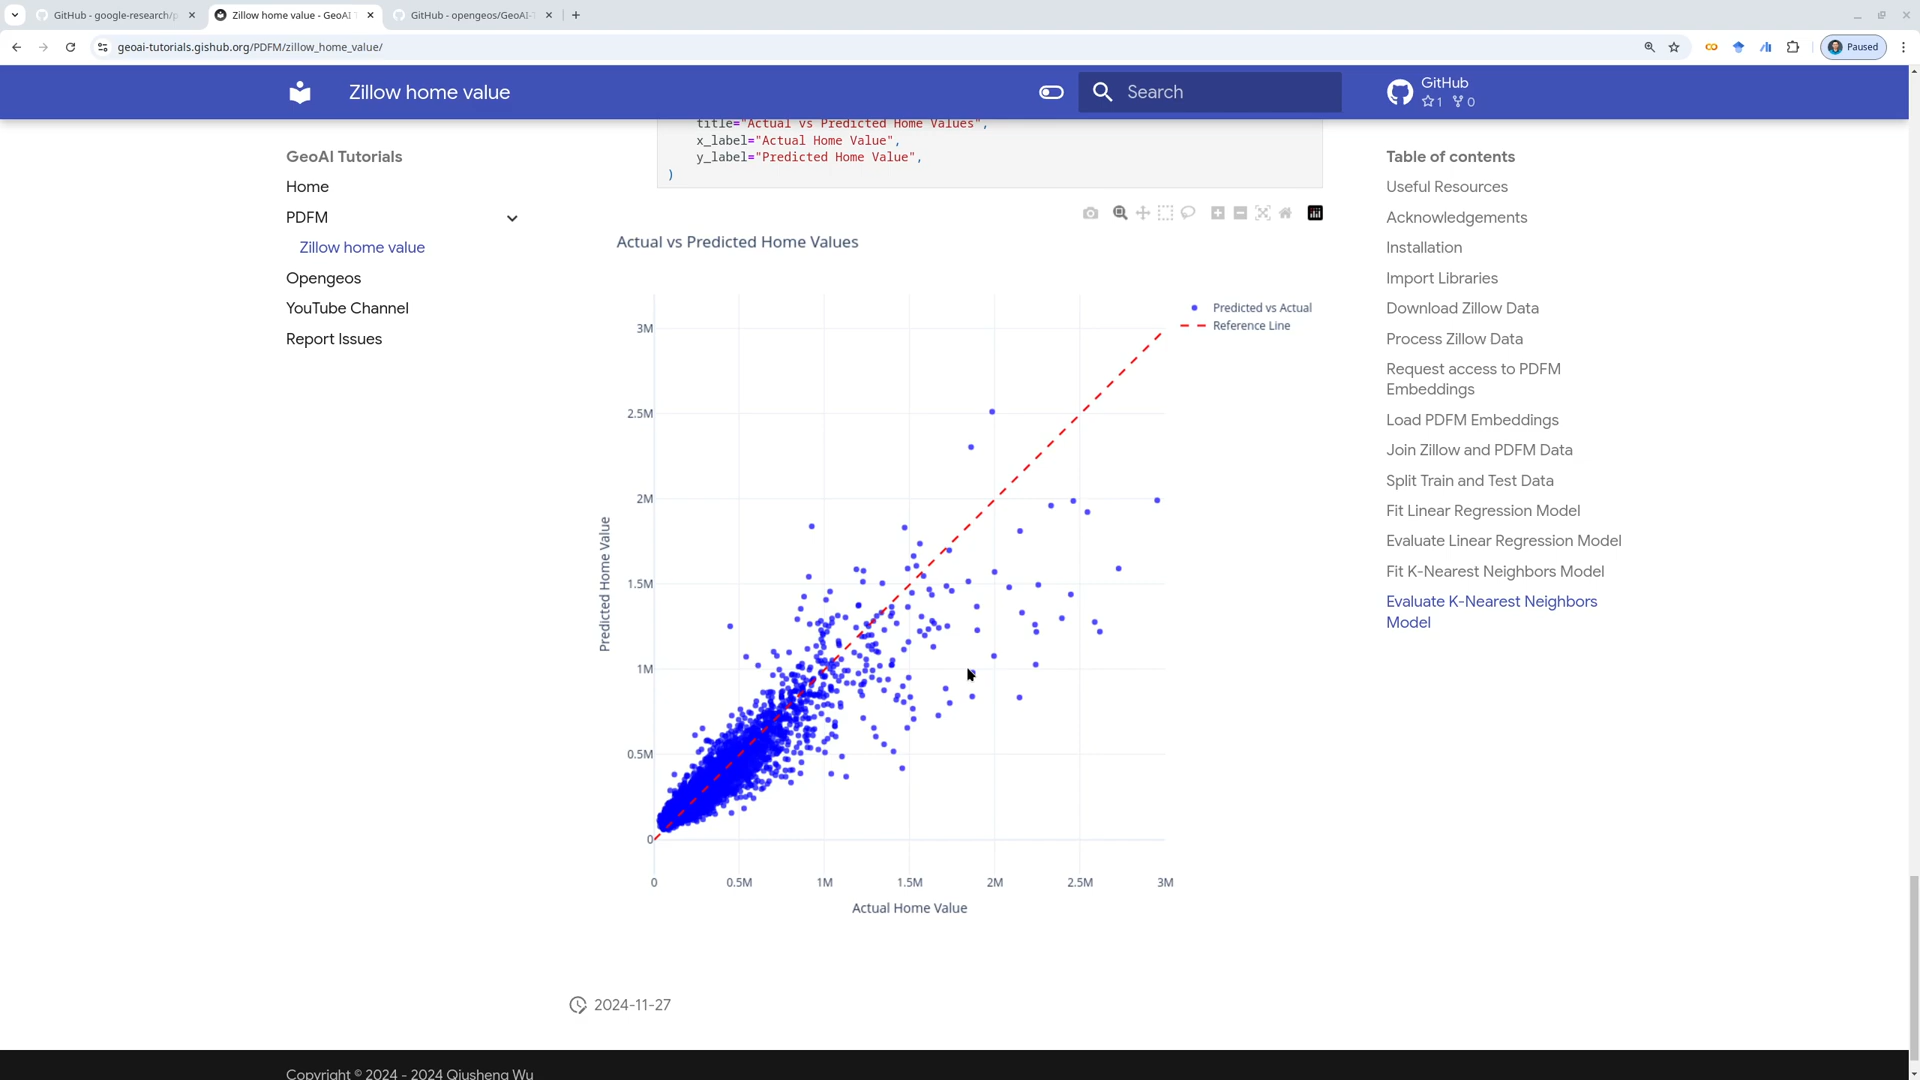 GitHub - google-research/p
Zillow home value - GeoAI T
GitHub - opengeos/GeoAI-T
geoai-tutorials.gishub.org/PDFM/zillow_home_value/
Paused
Zillow home value
Search
GitHub
1 0
GeoAI Tutorials
Home
PDFM
Zillow home value
Opengeos
YouTube Channel
Report Issues
title="Actual vs Predicted Home Values",
x_label="Actual Home Value",
y_label="Predicted Home Value",
)
Actual vs Predicted Home Values
Predicted vs Actual
Reference Line
3M
2.5M
2M
1.5M
1M
0.5M
0
Predicted Home Value
0 0.5M 1M 1.5M 2M 2.5M 3M
Actual Home Value
Table of contents
Useful Resources
Acknowledgements
Installation
Import Libraries
Download Zillow Data
Process Zillow Data
Request access to PDFM
Embeddings
Load PDFM Embeddings
Join Zillow and PDFM Data
Split Train and Test Data
Fit Linear Regression Model
Evaluate Linear Regression Model
Fit K-Nearest Neighbors Model
Evaluate K-Nearest Neighbors
Model
2024-11-27
Copyright © 2024 - 2024 Qiusheng Wu